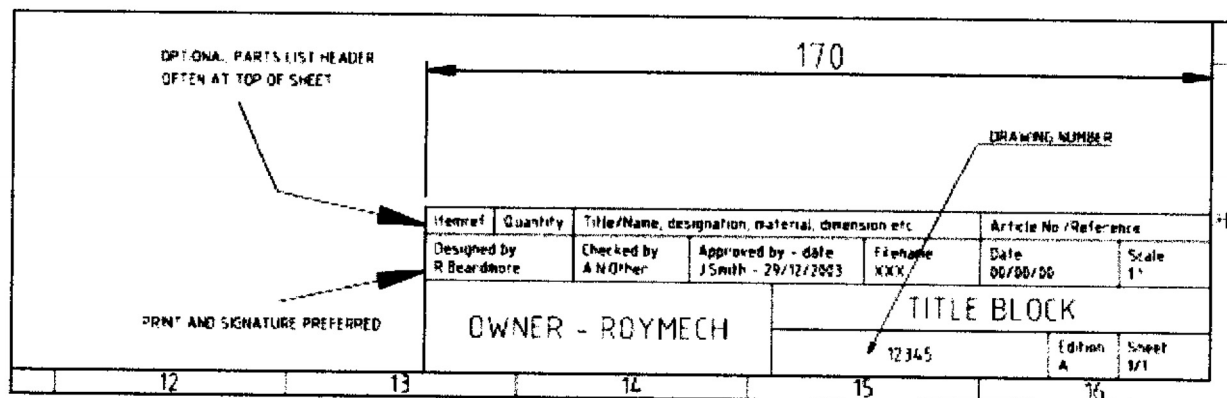 OPTIONAL PARTS LIST HEADER
OFTEN AT TOP OF SHEET
170
DRAWING NUMBER
Itemref Quantity Title/Name, designation, material, dimension etc Article No /Reference
Designed by Checked by Approved by - date Filename Date Scale
R Beardmore A N Other J Smith - 29/12/2003 XXX 00/00/00 1:1
PRINT AND SIGNATURE PREFERRED
OWNER - ROYMECH
TITLE BLOCK
12345
Edition Sheet
A 1/1
12 13 14 15 16